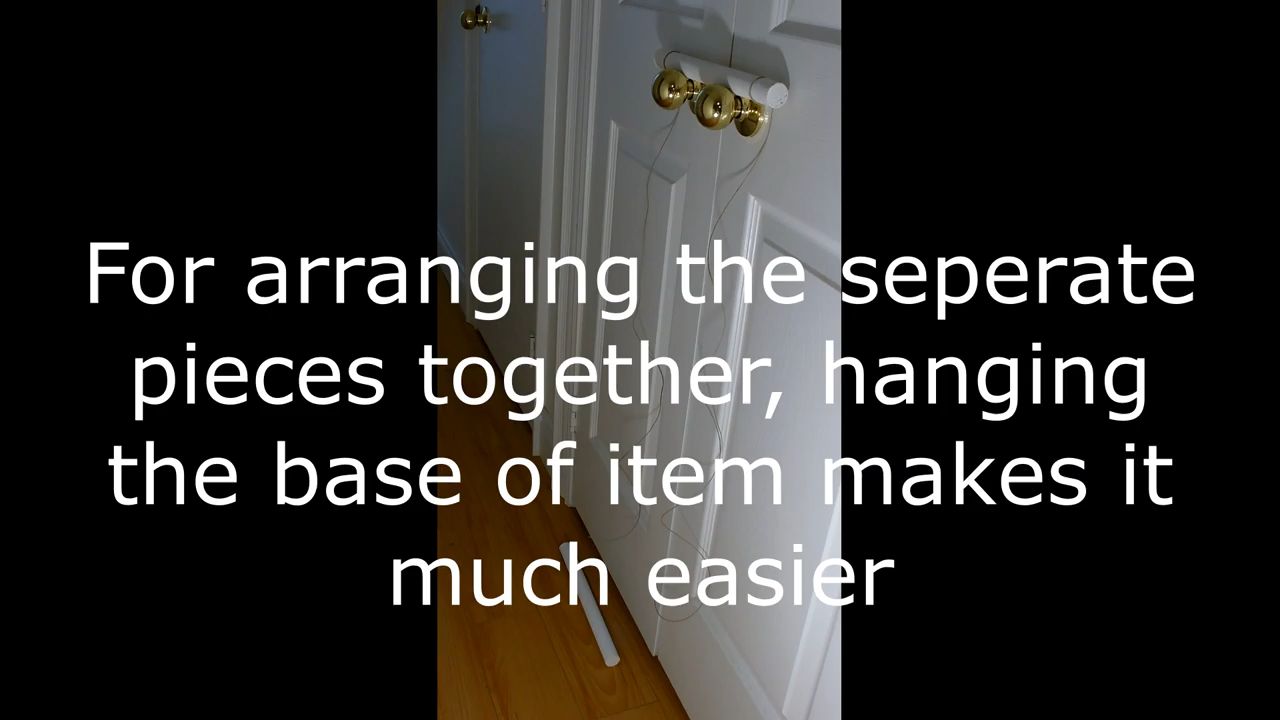 For arranging the seperate
pieces together, hanging
the base of item makes it
much easier